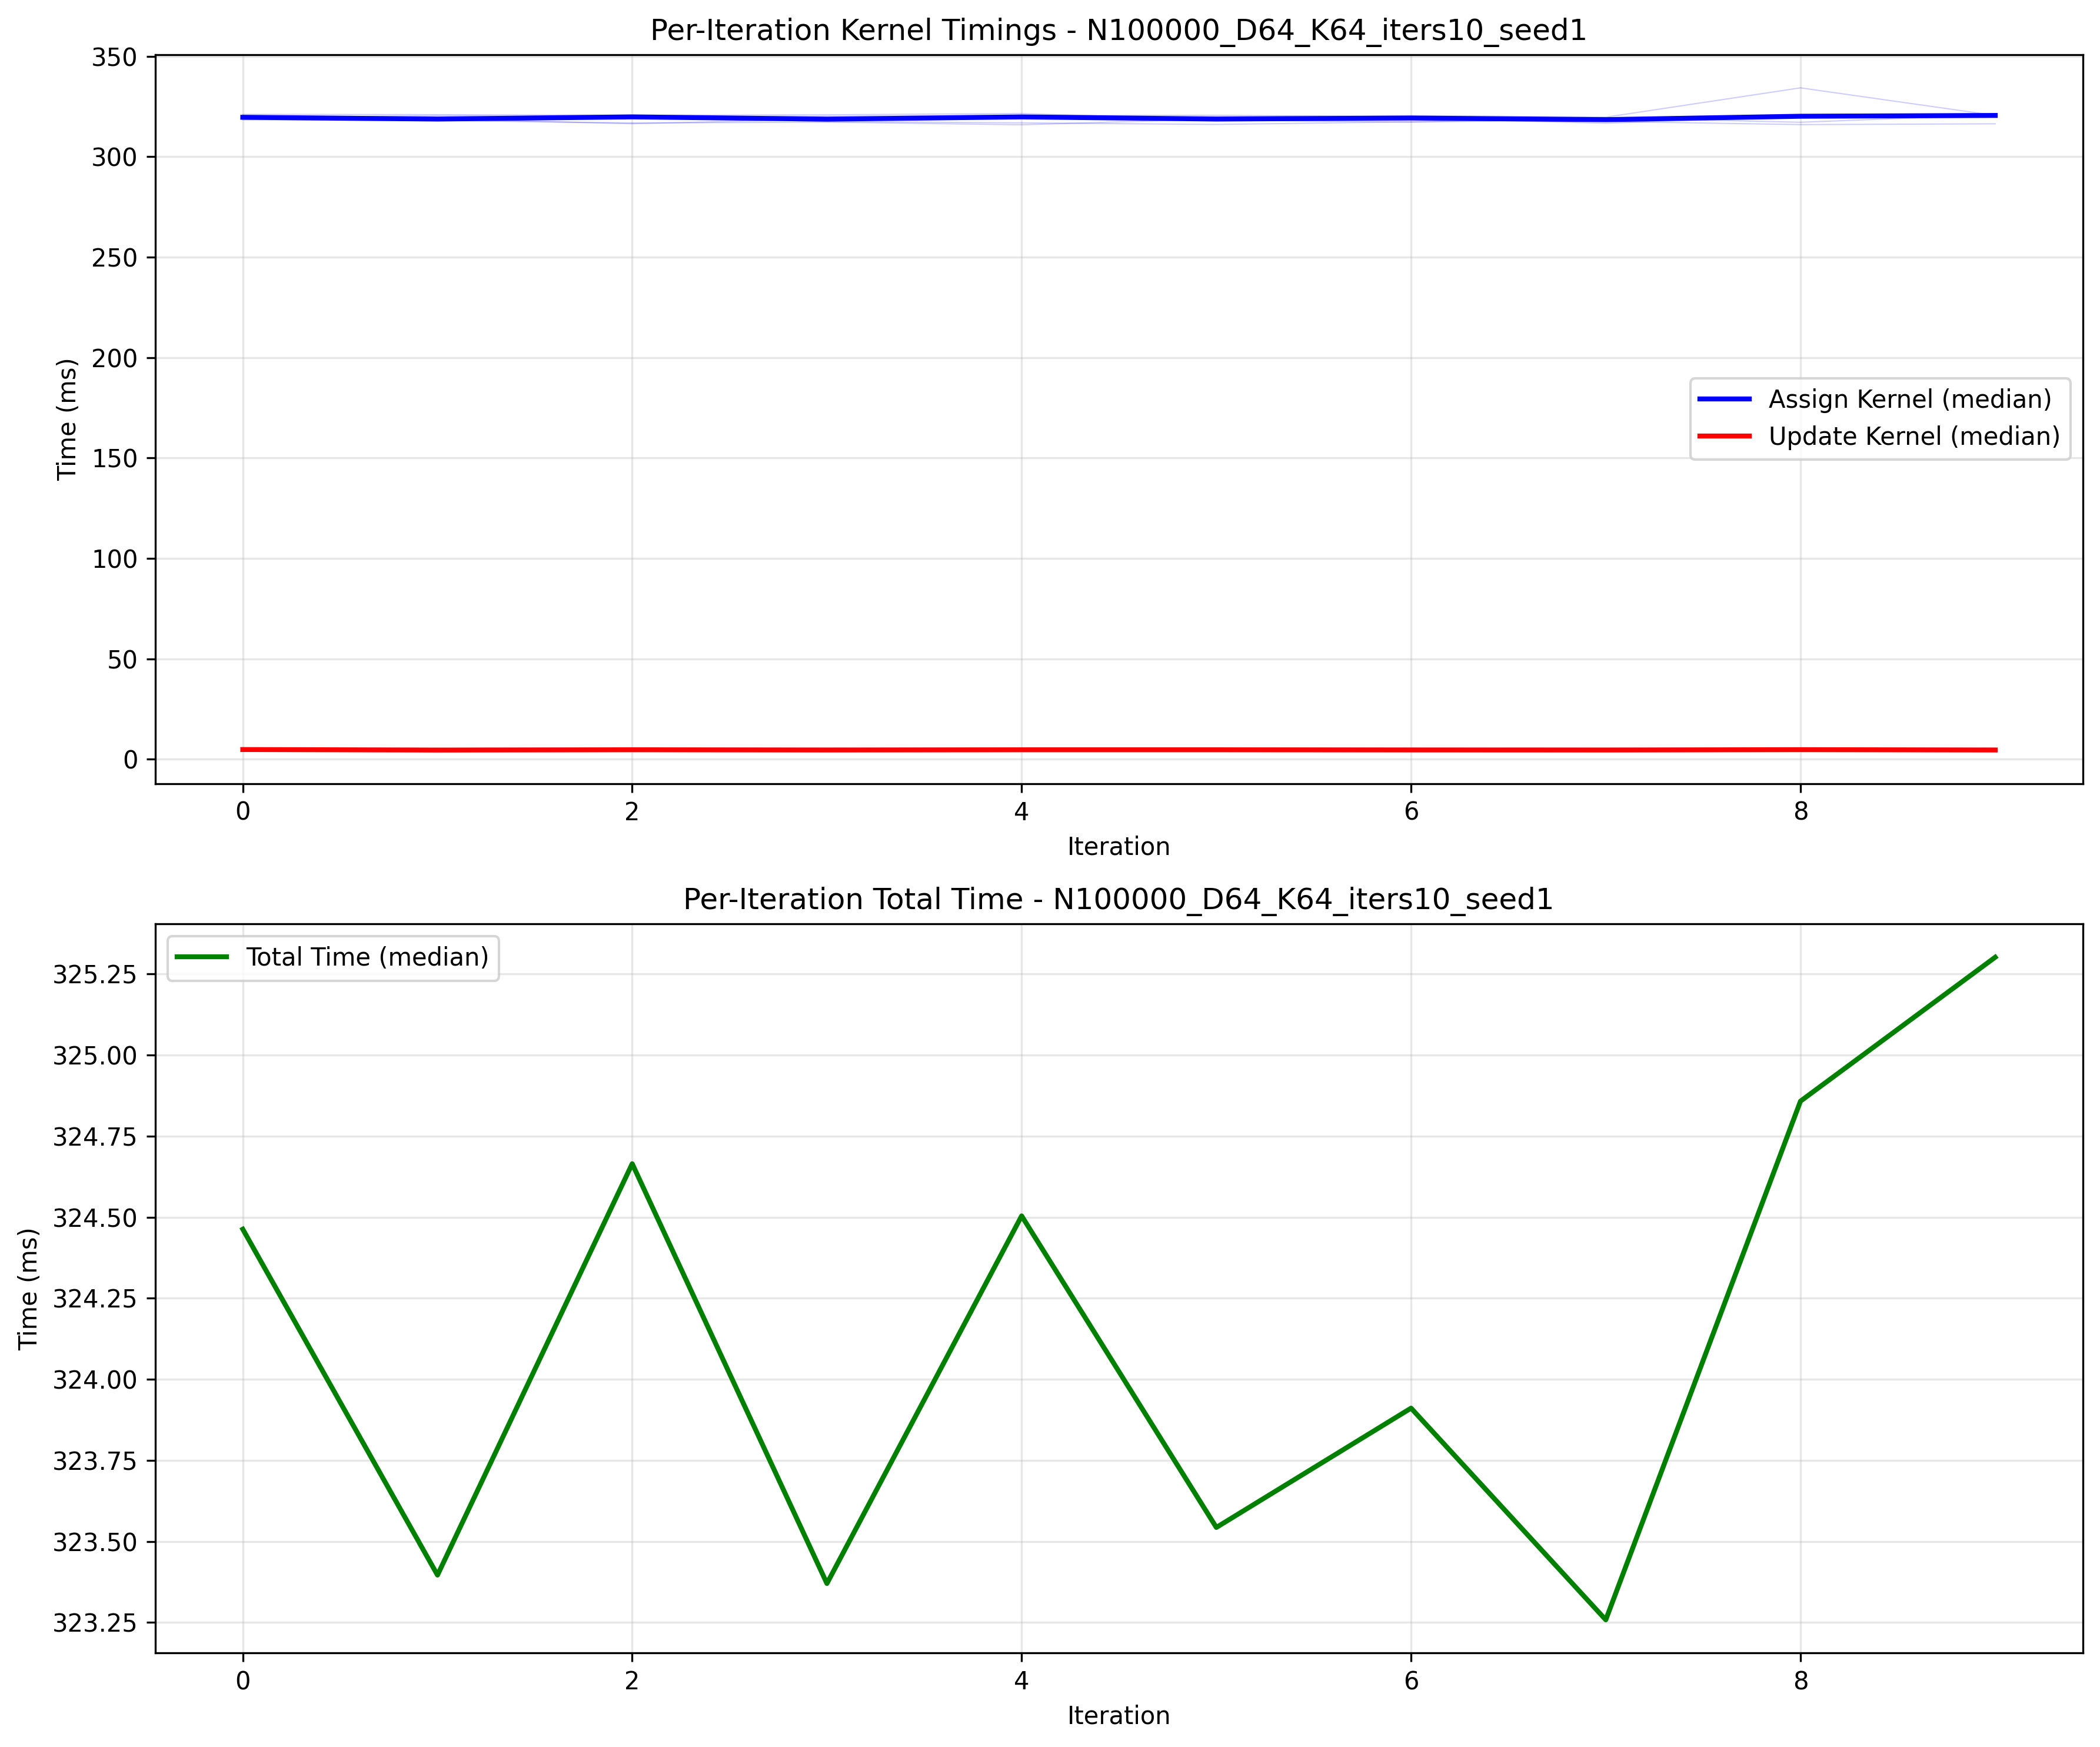 Per-Iteration Kernel Timings - N100000_D64_K64_iters10_seed1
350
300
250
200
150
100
50
0
Time (ms)
Assign Kernel (median)
Update Kernel (median)
0 2 4 6 8
Iteration
Per-Iteration Total Time - N100000_D64_K64_iters10_seed1
Total Time (median)
325.25
325.00
324.75
324.50
324.25
324.00
323.75
323.50
323.25
Time (ms)
0 2 4 6 8
Iteration